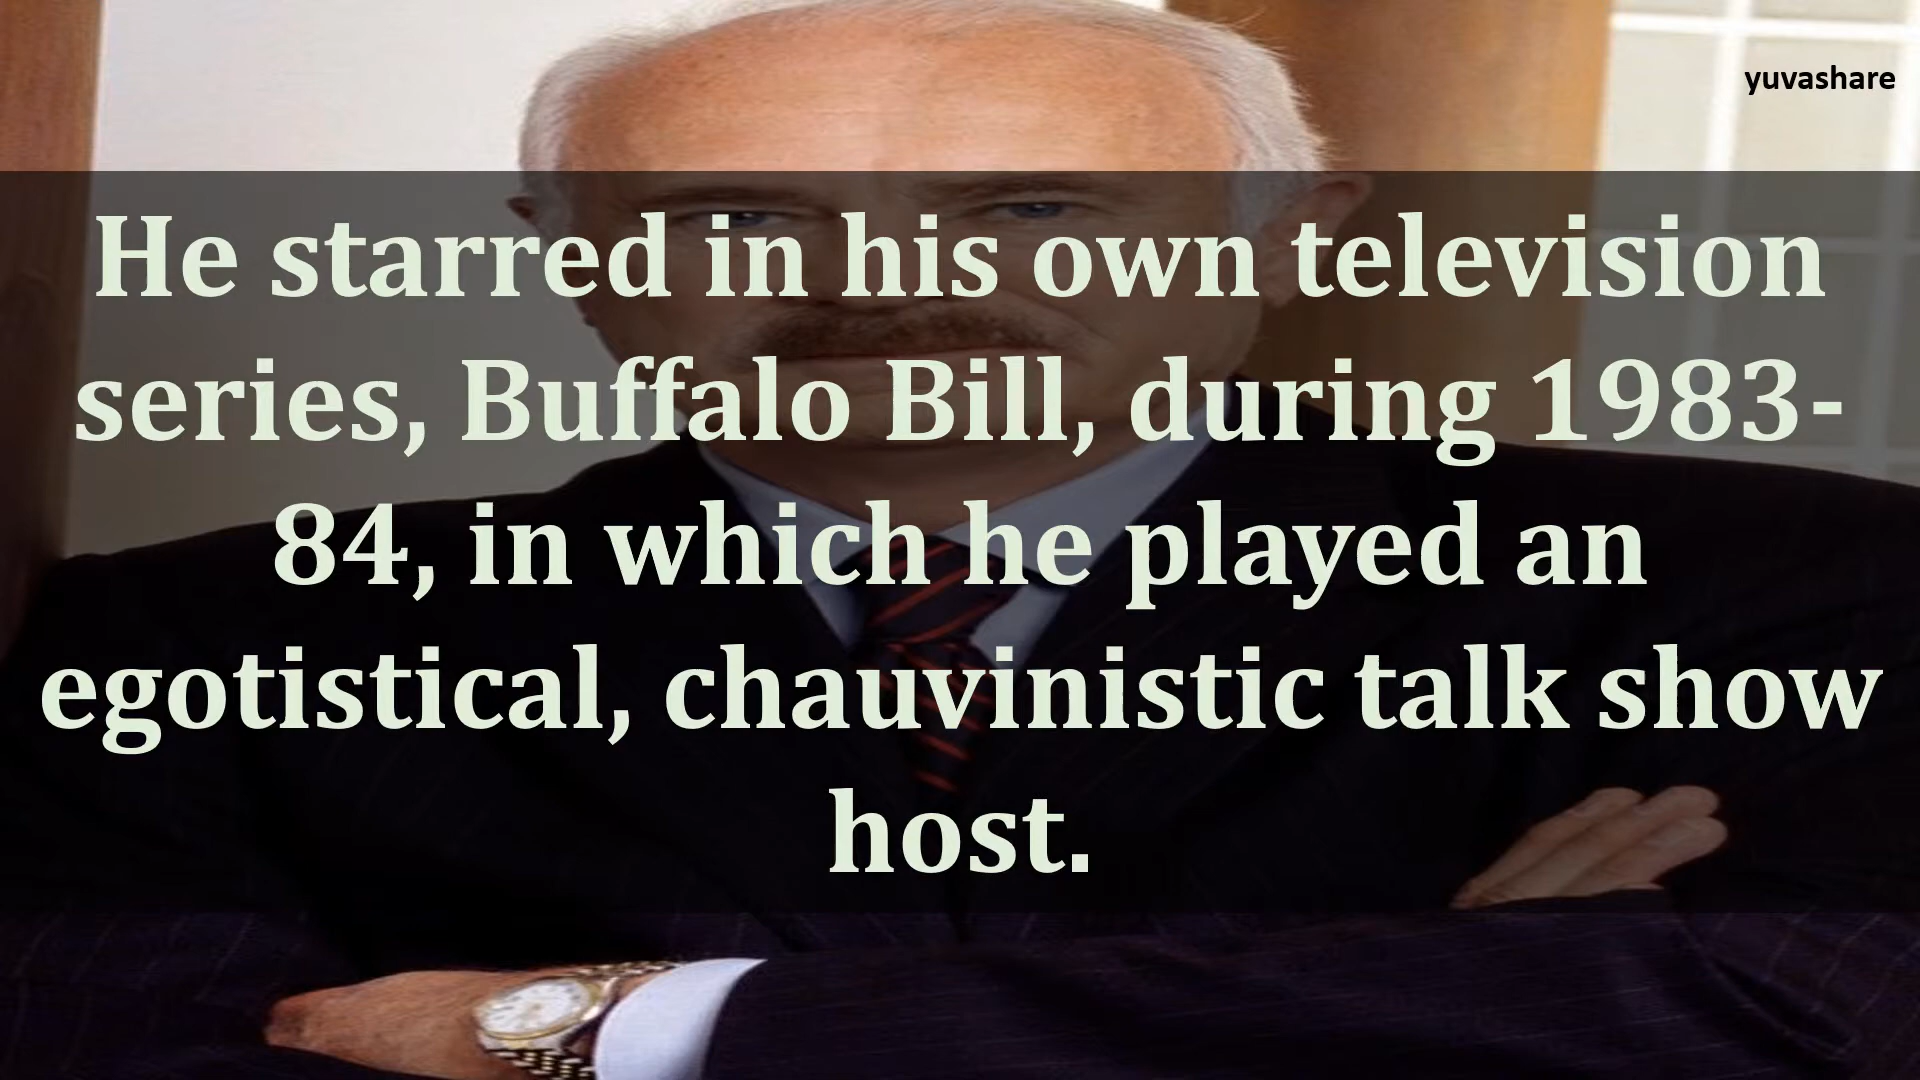 yuvashare
He starred in his own television
series, Buffalo Bill, during 1983-
84, in which he played an
egotistical, chauvinistic talk show
host.